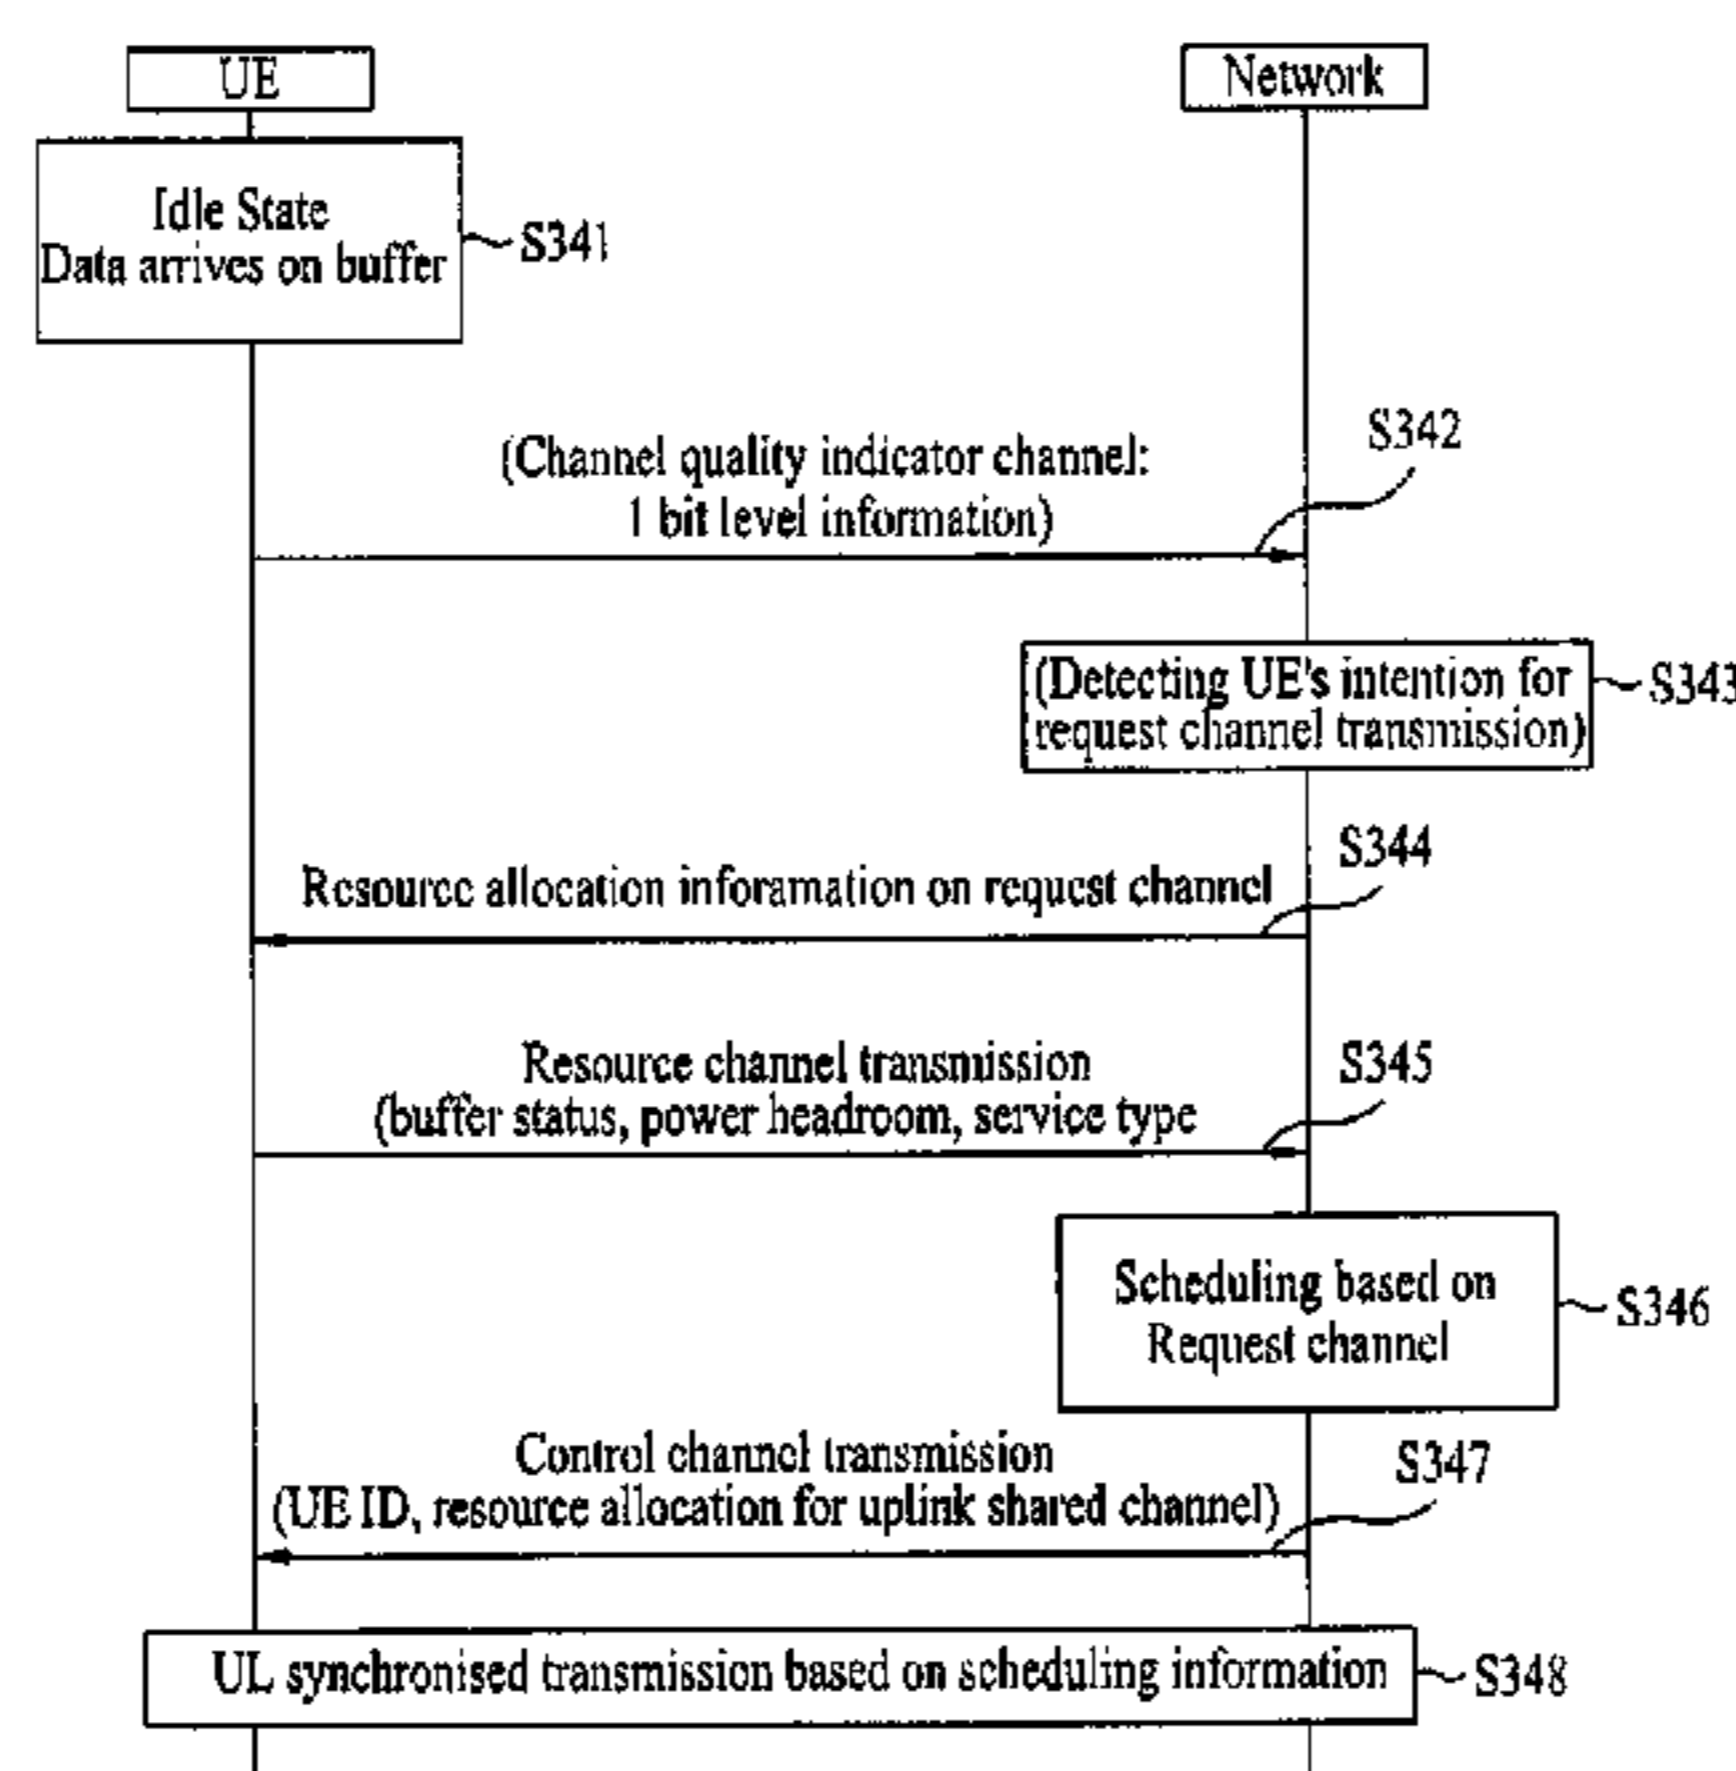 UE
Network
Idle State
Data arrives on buffer
S341
S342
(Channel quality indicator channel:
1 bit level information)
(Detecting UE's intention for
request channel transmission)
S343
S344
Resource allocation inforamation on request channel
Resource channel transmission
S345
(buffer status, power headroom, service type
Scheduling based on
Request channel
S346
Control channel transmission
S347
(UE ID, resource allocation for uplink shared channel)
UL synchronised transmission based on scheduling information
S348